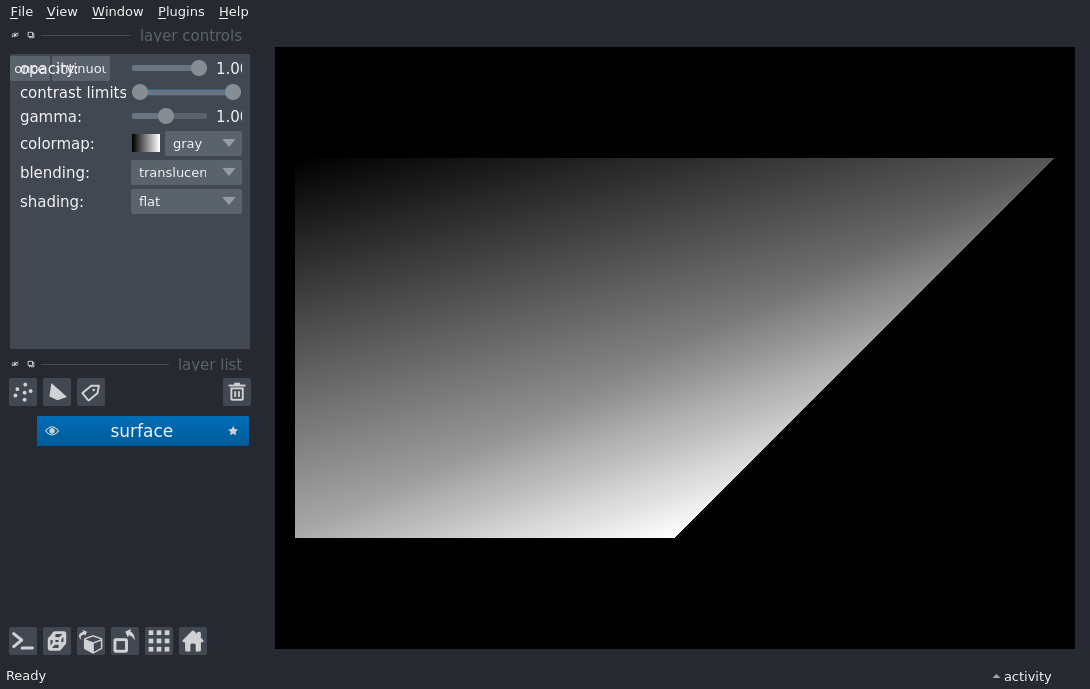 File View Window Plugins Help
layer controls
opacity: 1.00
contrast limits
gamma: 1.00
colormap: gray
blending: translucen
shading: flat
layer list
surface
Ready
activity